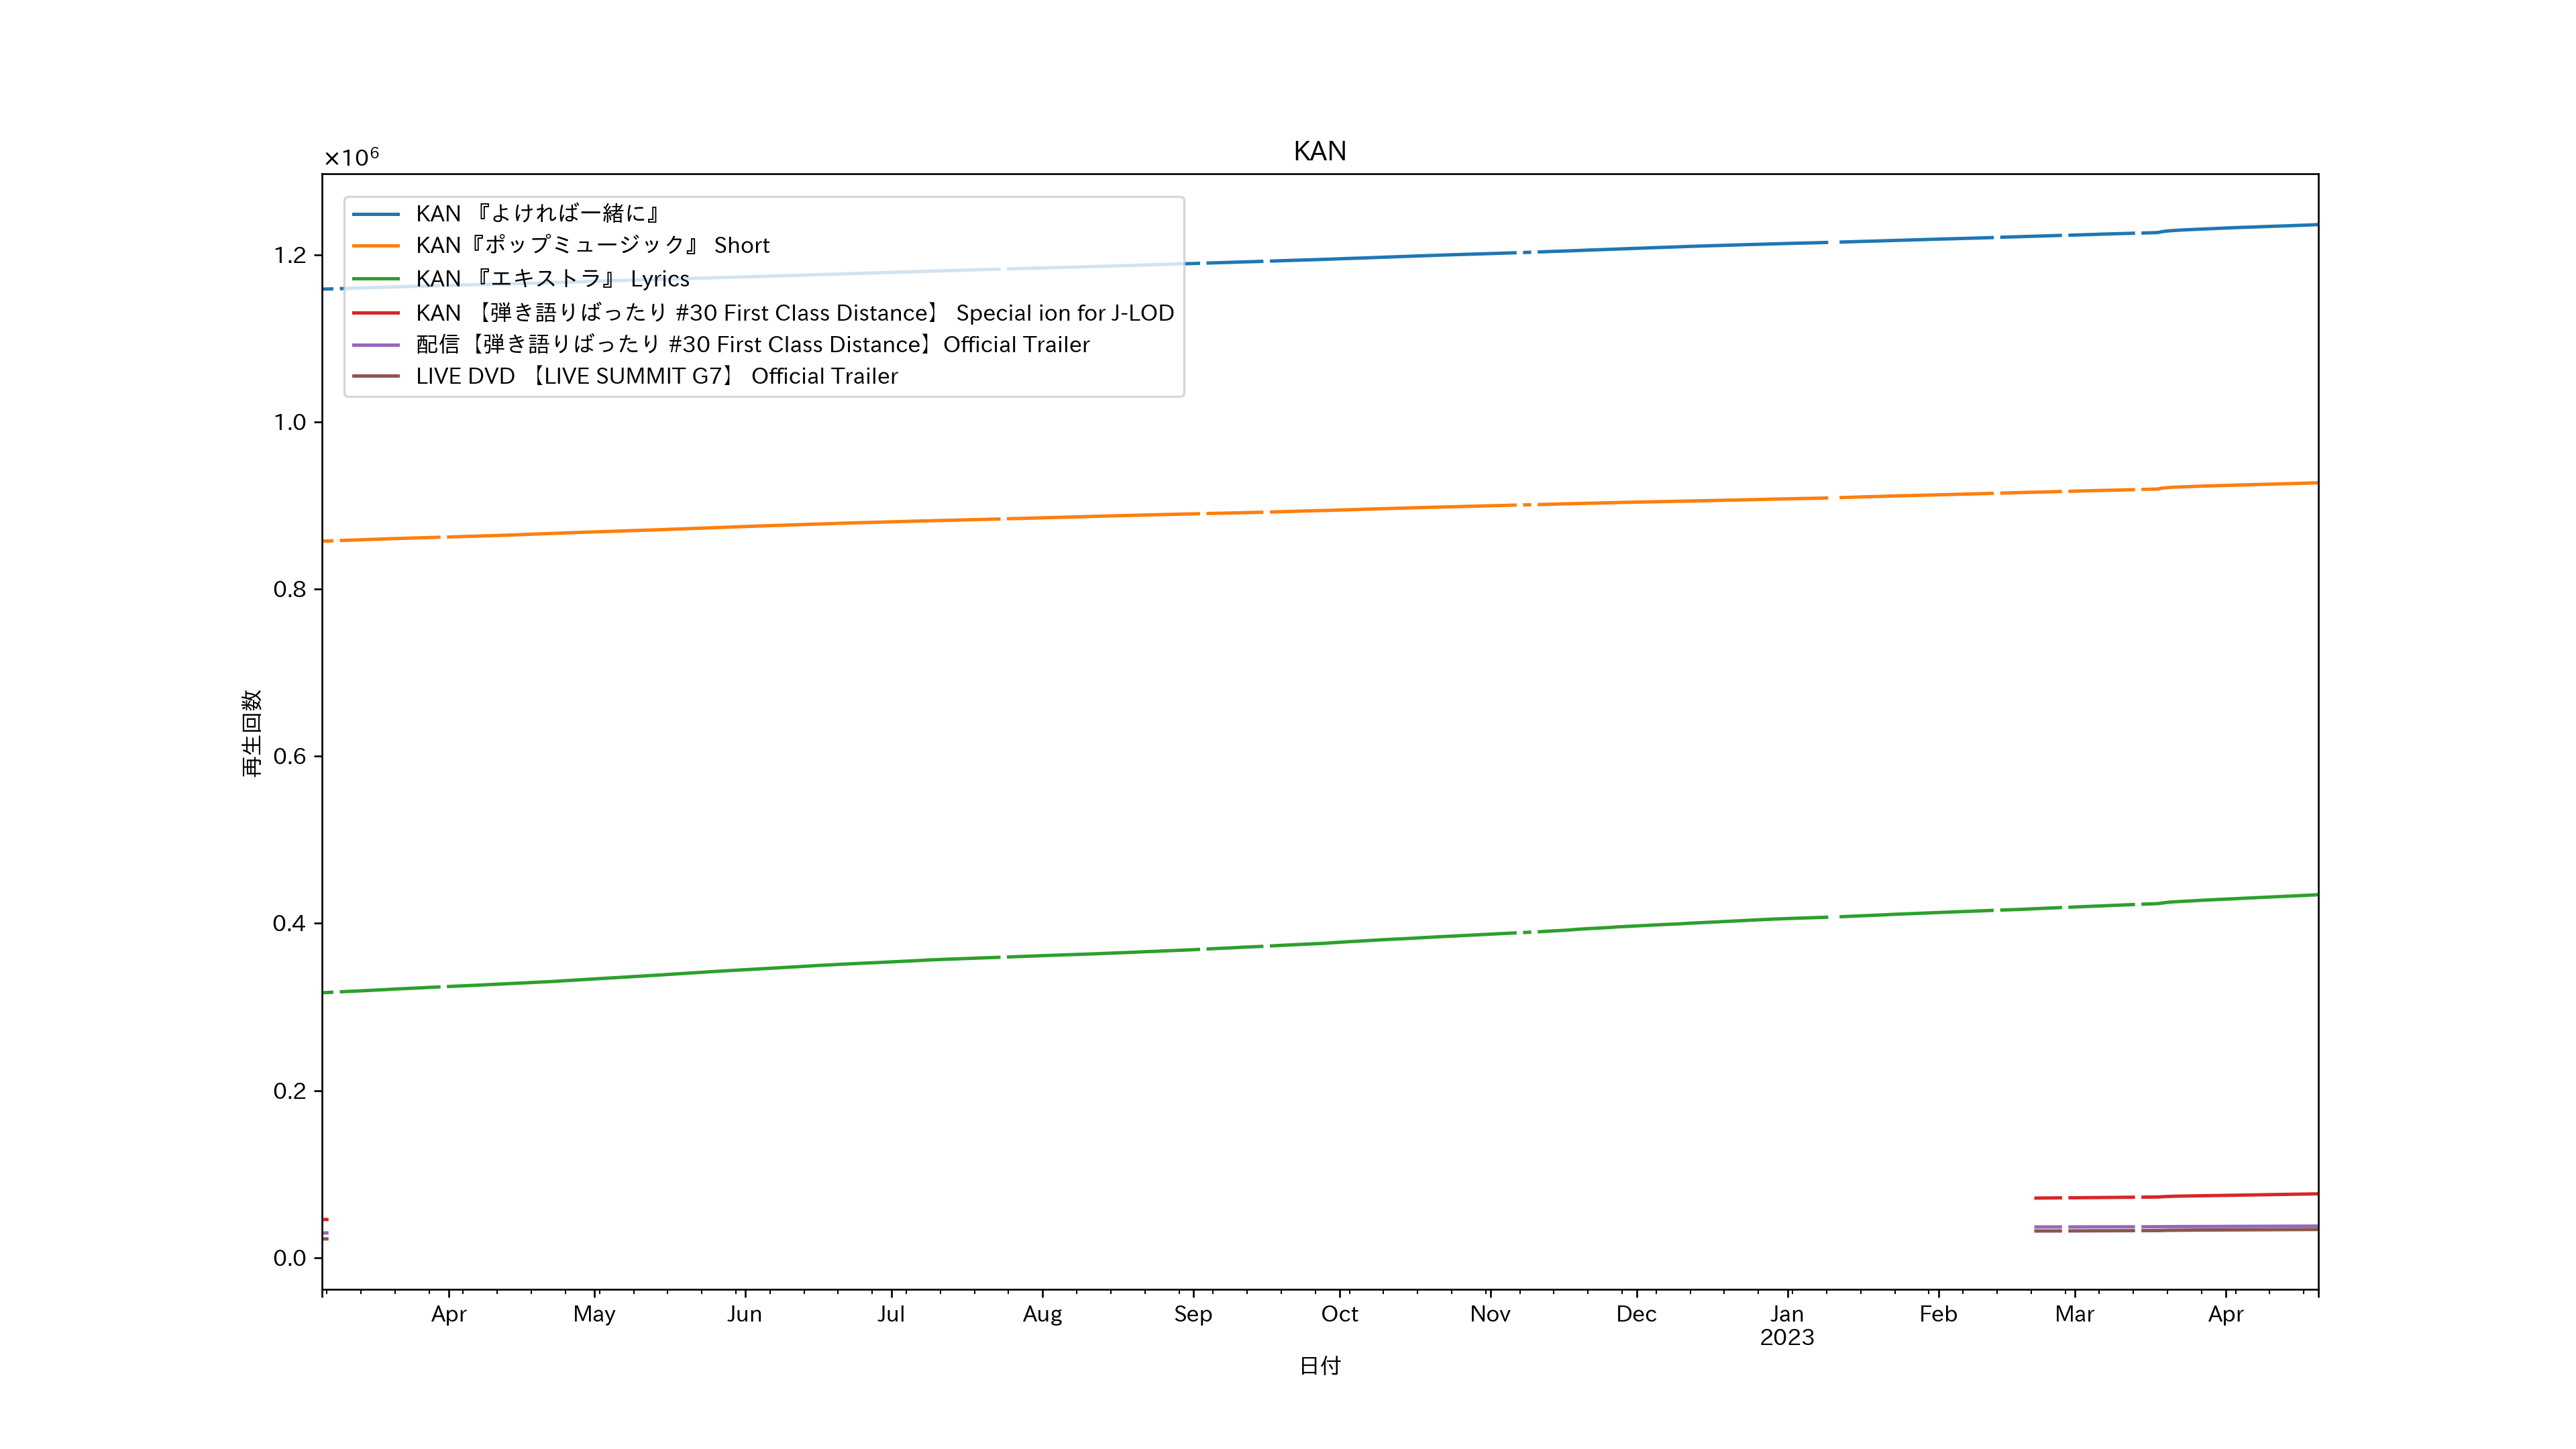 KAN
×10⁶
KAN 『よければ一緒に』
KAN『ポップミュージック』 Short
KAN 『エキストラ』 Lyrics
KAN 【弾き語りばったり #30 First Class Distance】 Special ion for J-LOD
配信【弾き語りばったり #30 First Class Distance】Official Trailer
LIVE DVD 【LIVE SUMMIT G7】 Official Trailer
1.2
1.0
0.8
0.6
0.4
0.2
0.0
再生回数
Apr May Jun Jul Aug Sep Oct Nov Dec Jan Feb Mar Apr
2023
日付